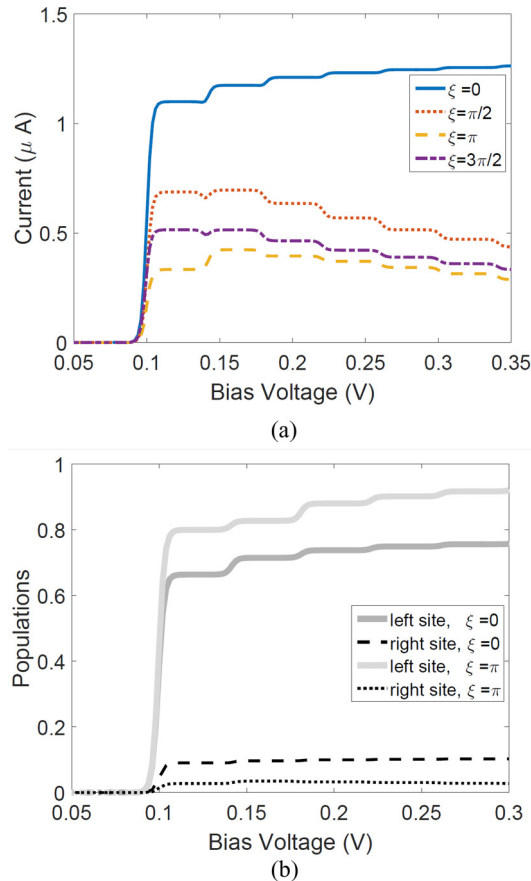 1.5
1
0.5
0
Current (μ A)
ξ =0
ξ=π/2
ξ=π
ξ=3π/2
0.05 0.1 0.15 0.2 0.25 0.3 0.35
Bias Voltage (V)
(a)
1
0.8
0.6
0.4
0.2
0
Populations
left site, ξ =0
right site, ξ =0
left site, ξ =π
right site, ξ =π
0.05 0.1 0.15 0.2 0.25 0.3
Bias Voltage (V)
(b)